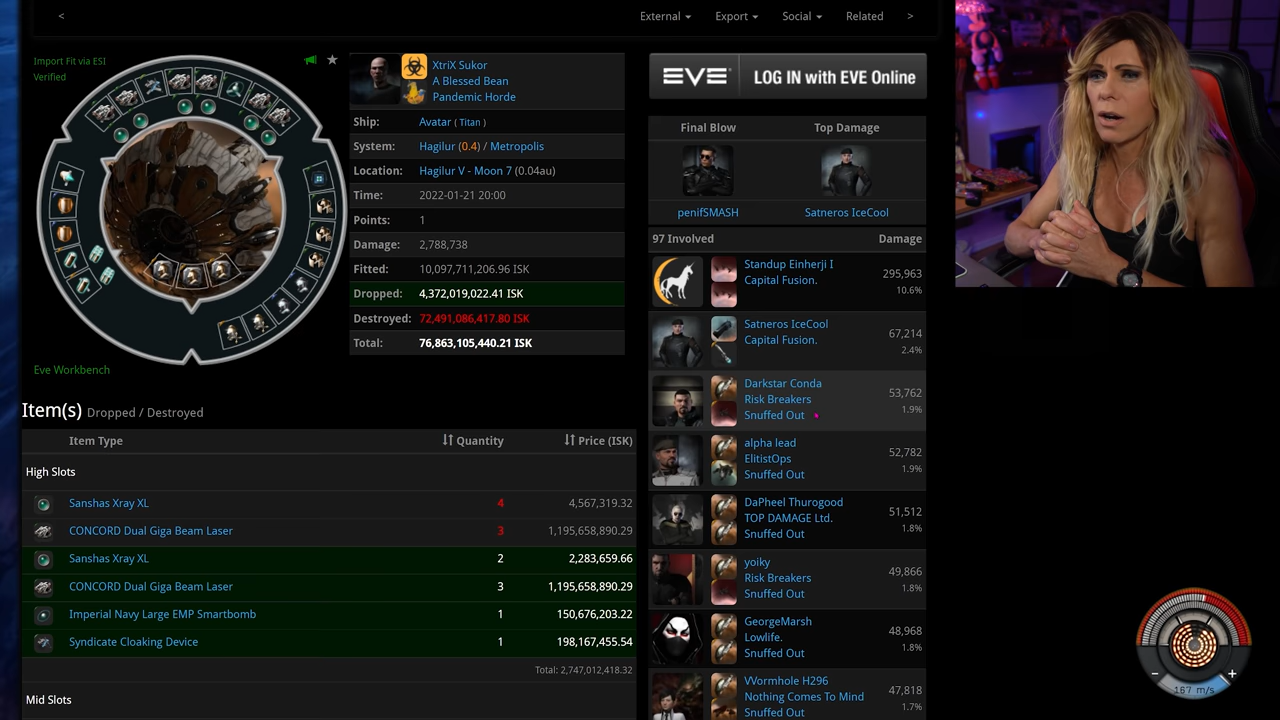 <
External
Export
Social
Related
>
Import Fit via ESI
Verified
XtriX Sukor
A Blessed Bean
Pandemic Horde
Ship: Avatar ( Titan )
System: Hagilur (0.4) / Metropolis
Location: Hagilur V - Moon 7 (0.04au)
Time: 2022-01-21 20:00
Points: 1
Damage: 2,788,738
Fitted: 10,097,711,206.96 ISK
Dropped: 4,372,019,022.41 ISK
Destroyed: 72,491,086,417.80 ISK
Total: 76,863,105,440.21 ISK
Eve Workbench
Item(s) Dropped / Destroyed
Item Type Quantity Price (ISK)
High Slots
Sanshas Xray XL 4 4,567,319.32
CONCORD Dual Giga Beam Laser 3 1,195,658,890.29
Sanshas Xray XL 2 2,283,659.66
CONCORD Dual Giga Beam Laser 3 1,195,658,890.29
Imperial Navy Large EMP Smartbomb 1 150,676,203.22
Syndicate Cloaking Device 1 198,167,455.54
Total: 2,747,012,418.32
Mid Slots
EVE LOG IN with EVE Online
Final Blow Top Damage
penifSMASH Satneros IceCool
97 Involved Damage
Standup Einherji I 295,963
Capital Fusion. 10.6%
Satneros IceCool 67,214
Capital Fusion. 2.4%
Darkstar Conda 53,762
Risk Breakers 1.9%
Snuffed Out
alpha lead 52,782
ElitistOps 1.9%
Snuffed Out
DaPheel Thurogood 51,512
TOP DAMAGE Ltd. 1.8%
Snuffed Out
yoiky 49,866
Risk Breakers 1.8%
Snuffed Out
GeorgeMarsh 48,968
Lowlife. 1.8%
Snuffed Out
VVormhole H296 47,818
Nothing Comes To Mind 1.7%
Snuffed Out
- +
167 m/s